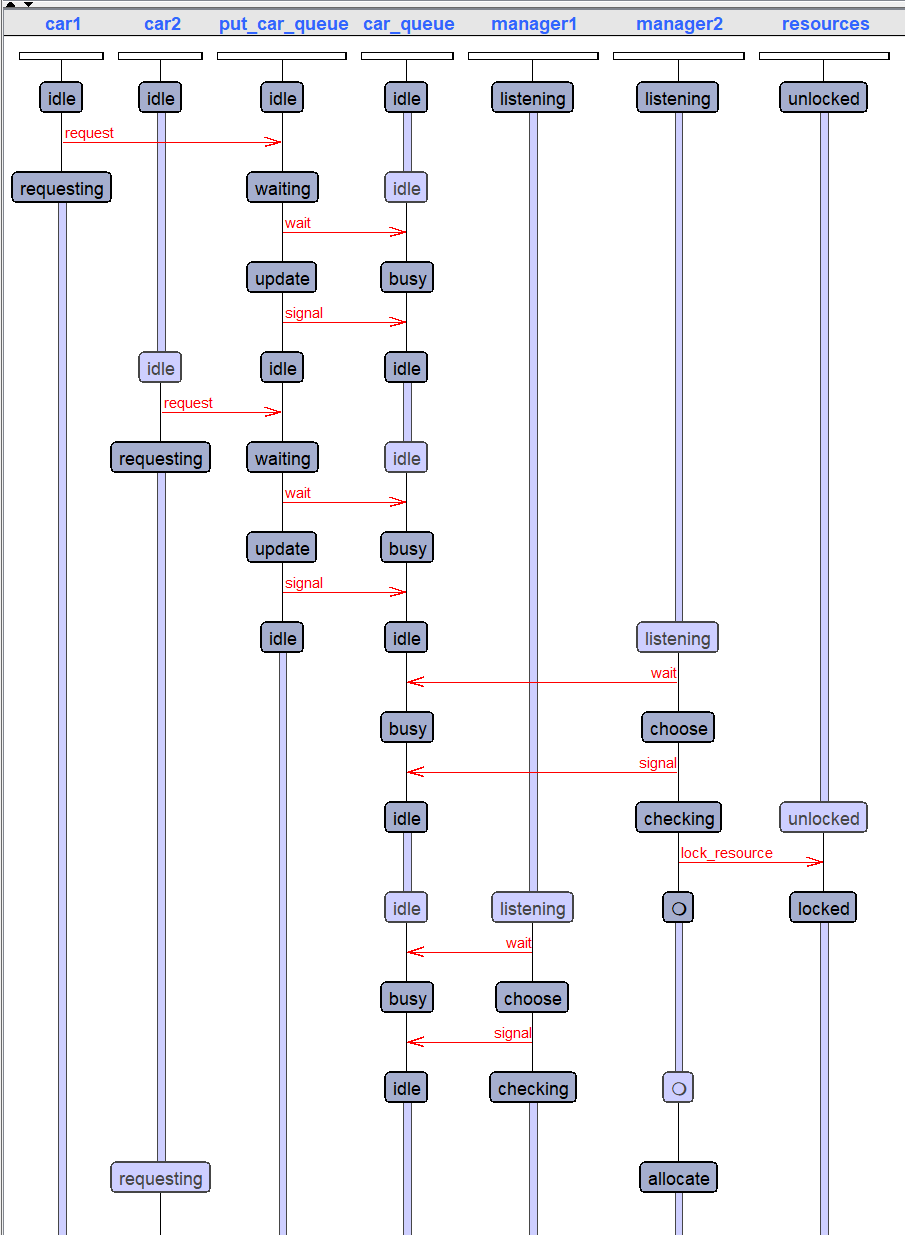 car1 car2 put_car_queue car_queue manager1 manager2 resources
idle idle idle idle listening listening unlocked
request
requesting waiting idle
wait
update busy
signal
idle idle idle
request
requesting waiting idle
wait
update busy
signal
idle idle listening
wait
busy choose
signal
idle checking unlocked
lock_resource
idle listening locked
wait
busy choose
signal
idle checking
requesting allocate